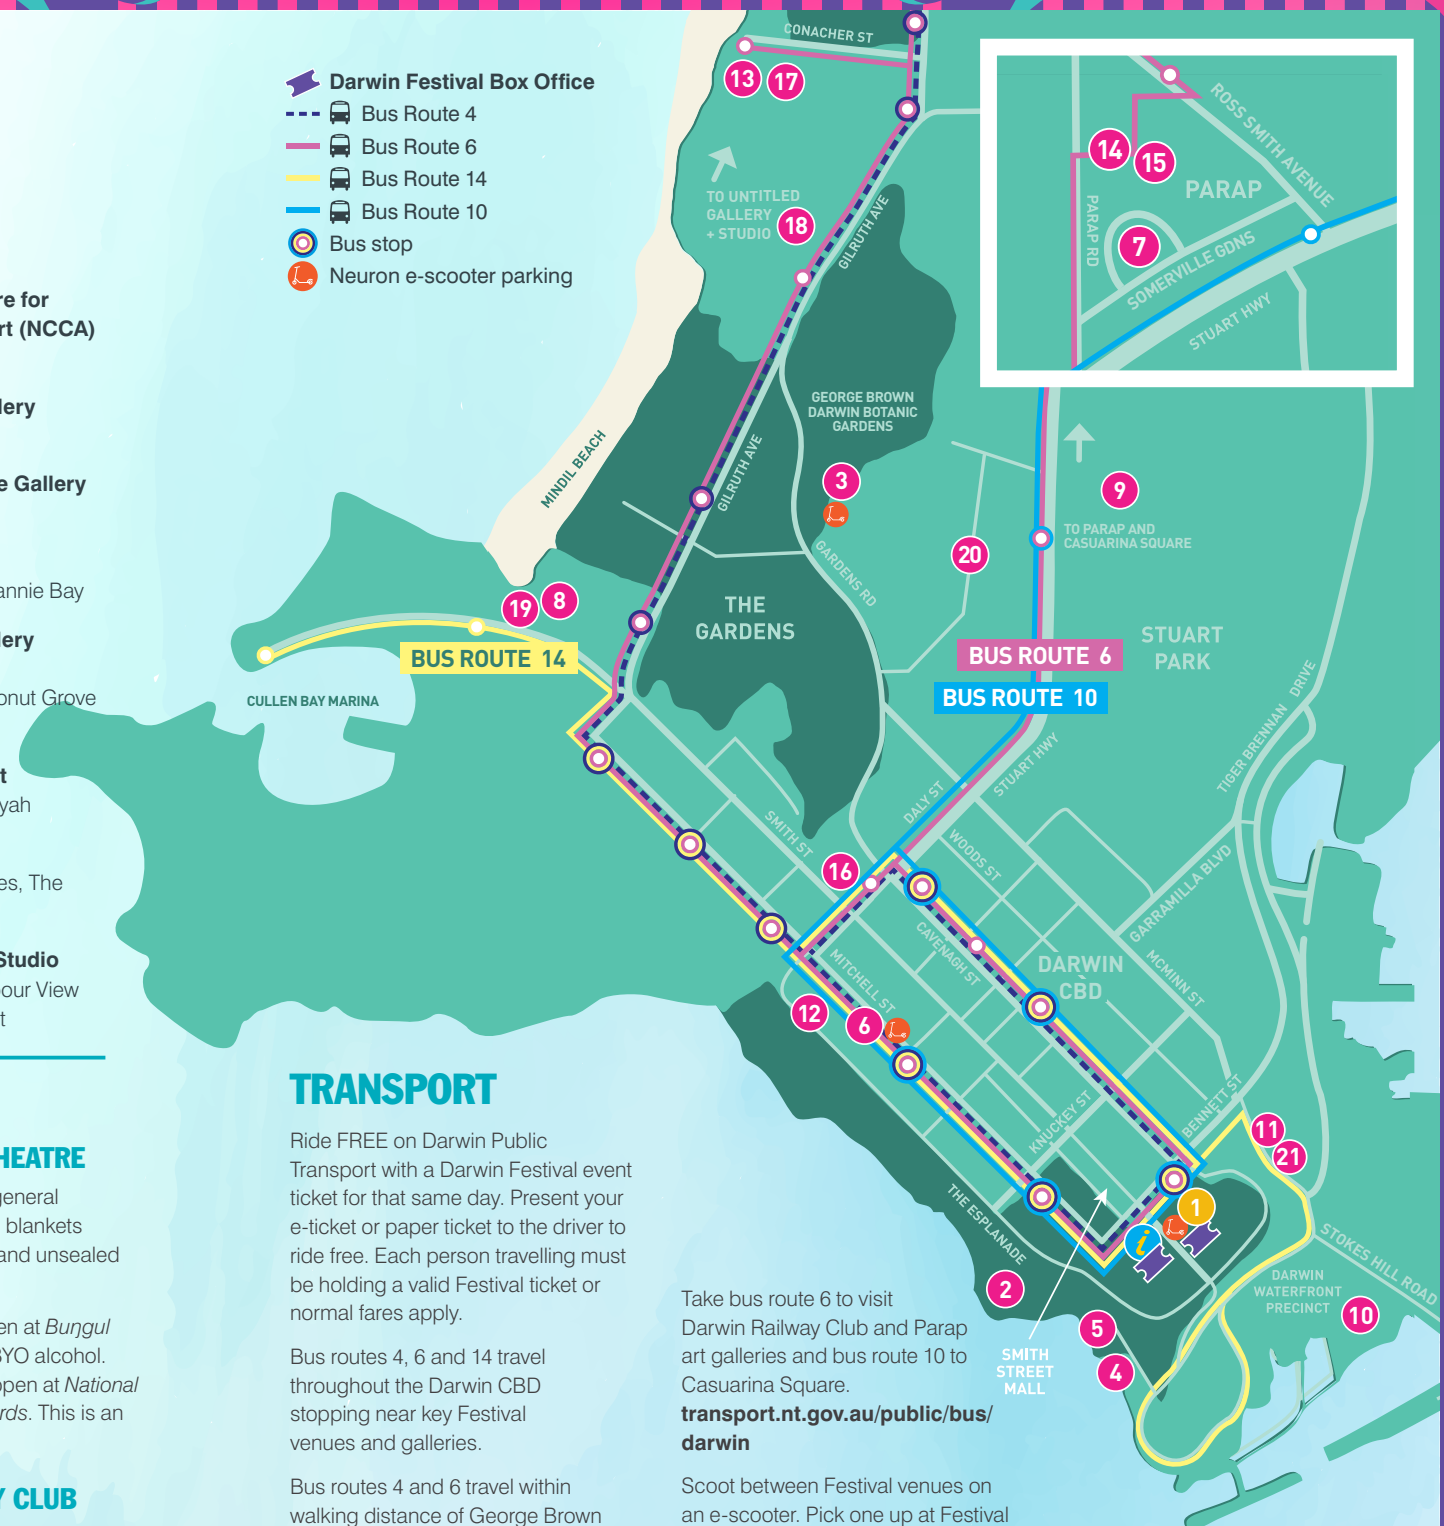 Darwin Festival Box Office
Bus Route 4
Bus Route 6
Bus Route 14
Bus Route 10
Bus stop
Neuron e-scooter parking
re for
rt (NCCA)
lery
e Gallery
annie Bay
lery
onut Grove
t
yah
es, The
Studio
our View
t
HEATRE
general
blankets
and unsealed
en at Buŋgul
BYO alcohol.
open at National
rds. This is an
Y CLUB
TRANSPORT
Ride FREE on Darwin Public
Transport with a Darwin Festival event
ticket for that same day. Present your
e-ticket or paper ticket to the driver to
ride free. Each person travelling must
be holding a valid Festival ticket or
normal fares apply.
Bus routes 4, 6 and 14 travel
throughout the Darwin CBD
stopping near key Festival
venues and galleries.
Bus routes 4 and 6 travel within
walking distance of George Brown
Take bus route 6 to visit
Darwin Railway Club and Parap
art galleries and bus route 10 to
Casuarina Square.
transport.nt.gov.au/public/bus/
darwin
Scoot between Festival venues on
an e-scooter. Pick one up at Festival
CONACHER ST
13
17
TO UNTITLED
GALLERY
+ STUDIO
18
GILRUTH AVE
ROSS SMITH AVENUE
14
15
PARAP
PARAP RD
7
SOMERVILLE GDNS
STUART HWY
GEORGE BROWN
DARWIN BOTANIC
GARDENS
MINDIL BEACH
GILRUTH AVE
3
9
TO PARAP AND
CASUARINA SQUARE
20
GARDENS RD
19
8
THE
GARDENS
BUS ROUTE 14
BUS ROUTE 6
BUS ROUTE 10
STUART
PARK
CULLEN BAY MARINA
TIGER BRENNAN DRIVE
STUART HWY
DALY ST
SMITH ST
WOODS ST
GARRAMILLA BLVD
16
CAVENAGH ST
MITCHELL ST
DARWIN
CBD
MCMINN ST
12
6
KNUCKEY ST
BENNETT ST
11
21
THE ESPLANADE
1
i
STOKES HILL ROAD
DARWIN
WATERFRONT
PRECINCT
10
2
5
4
SMITH
STREET
MALL